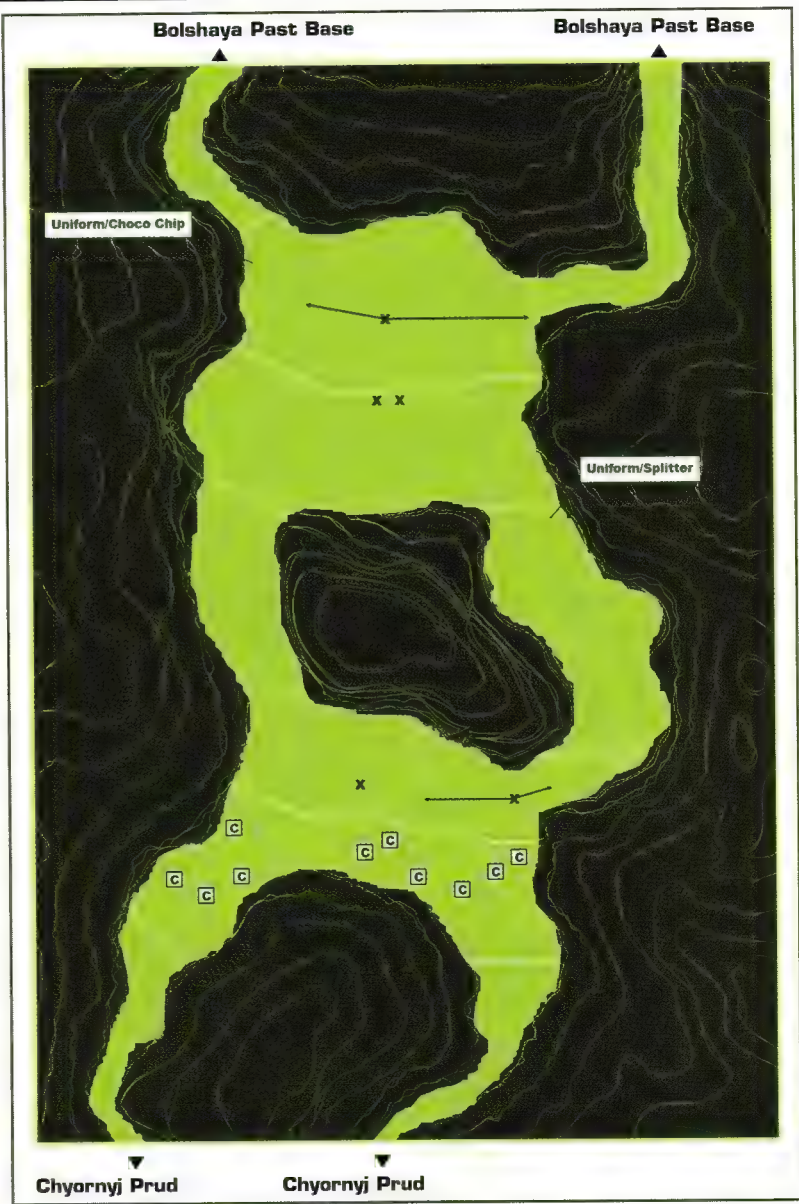 Bolshaya Past Base
Bolshaya Past Base
Uniform/Choco Chip
X
X X
Uniform/Splitter
X
X
C
C
C
C
C
C
C
C
C
C
Chyornyj Prud
Chyornyj Prud